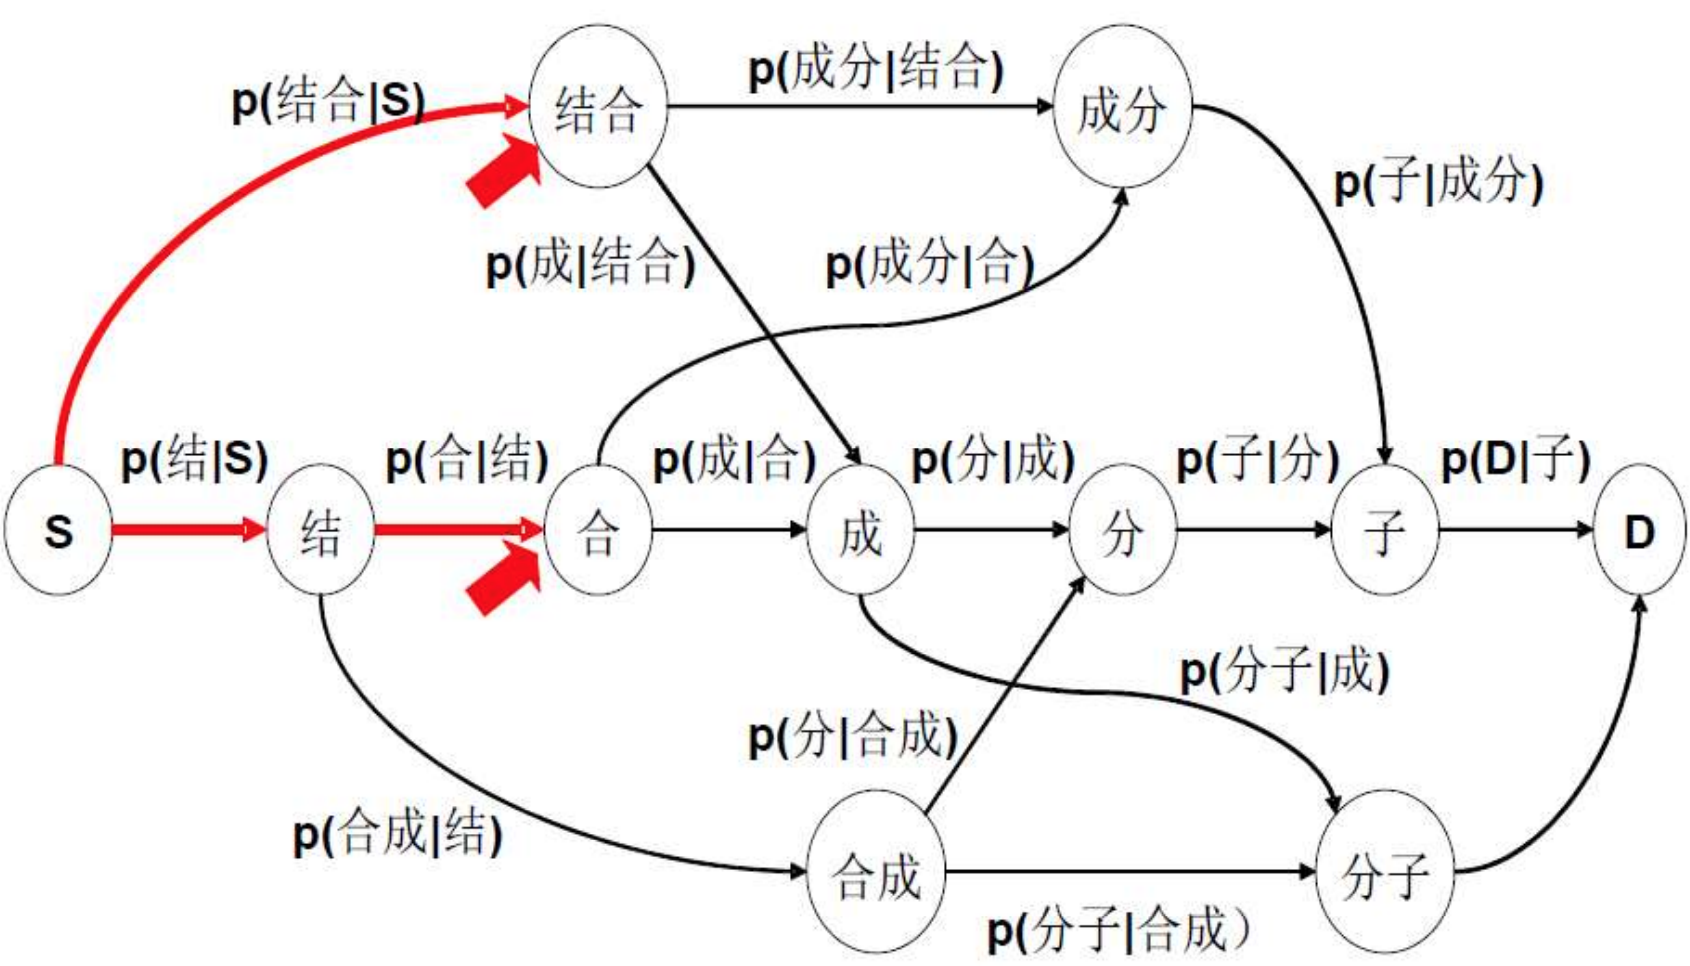 p(结合|S)
结合
p(成分|结合)
成分
p(子|成分)
p(成|结合)
p(成分|合)
p(结|S)
p(合|结)
p(成|合)
p(分|成)
p(子|分)
p(D|子)
S
结
合
成
分
子
D
p(分子|成)
p(分|合成)
p(合成|结)
合成
分子
p(分子|合成）